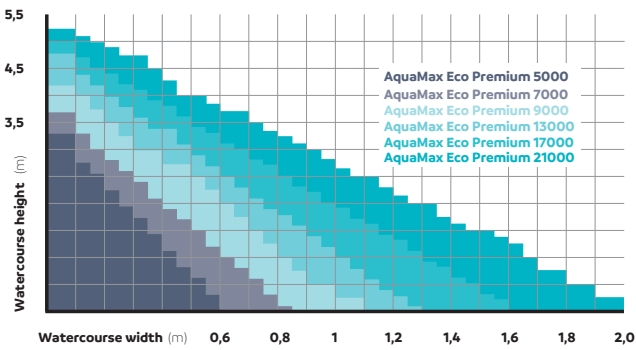 5,5
4,5
3,5
Watercourse height (m)
AquaMax Eco Premium 5000
AquaMax Eco Premium 7000
AquaMax Eco Premium 9000
AquaMax Eco Premium 13000
AquaMax Eco Premium 17000
AquaMax Eco Premium 21000
Watercourse width (m) 0,6 0,8 1 1,2 1,4 1,6 1,8 2,0